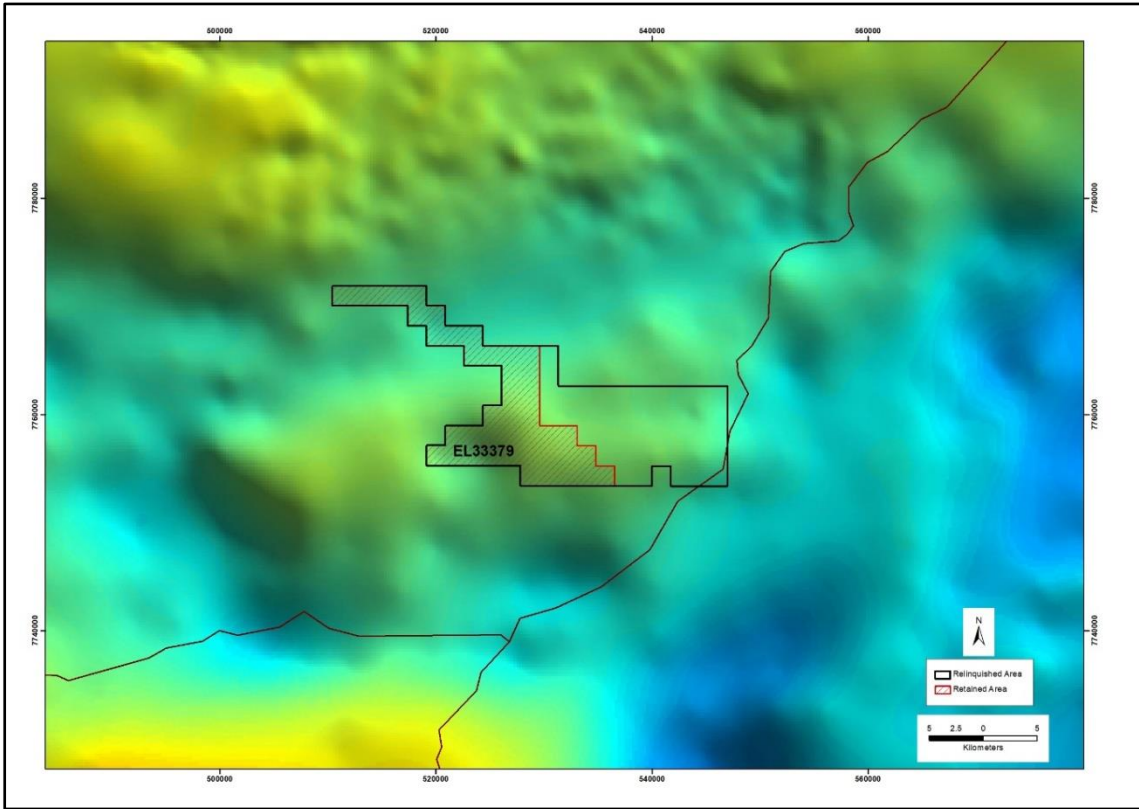 500000 520000 540000 560000
7780000 7780000
7760000 7760000
EL33379
7740000 7740000
N
Relinquished Area
Retained Area
5 2.5 0 5
Kilometers
500000 520000 540000 560000